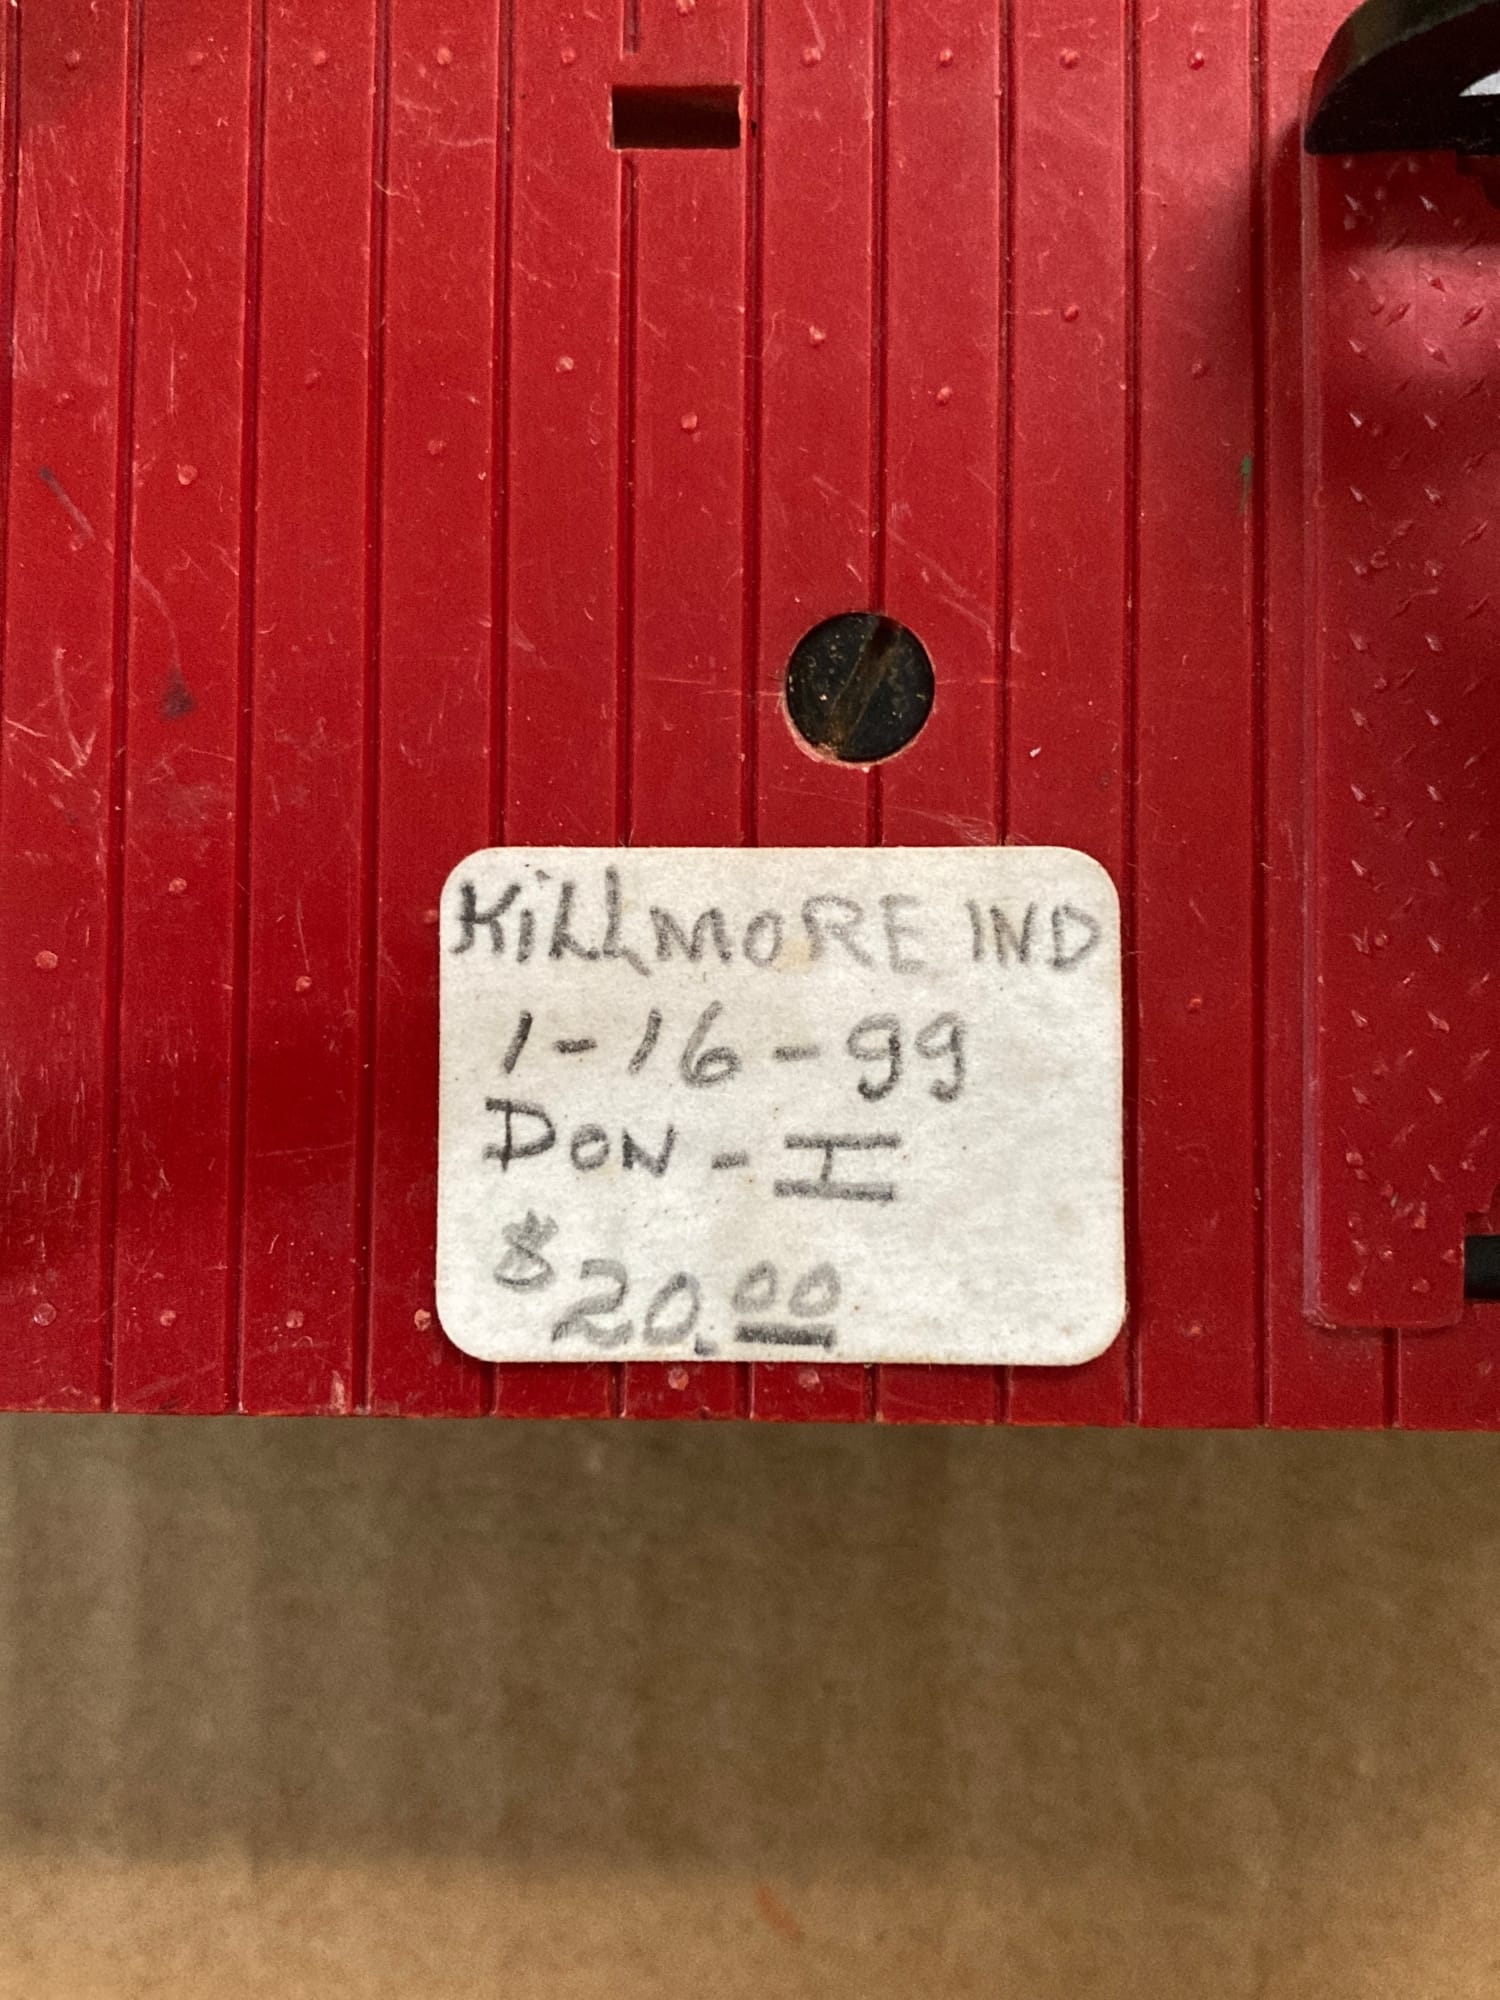 KiLLMORE IND
1-16-99
DON - I
$20.00